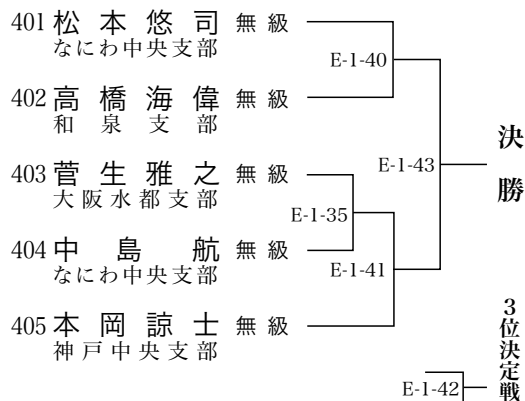 401 松本悠司 無級
なにわ中央支部
E-1-40
402 高橋海偉 無級
和泉支部
403 菅生雅之 無級
大阪水都支部
E-1-35
404 中島航 無級
なにわ中央支部
E-1-41
405 本岡諒士 無級
神戸中央支部
E-1-43
決勝
E-1-42
3位決定戦